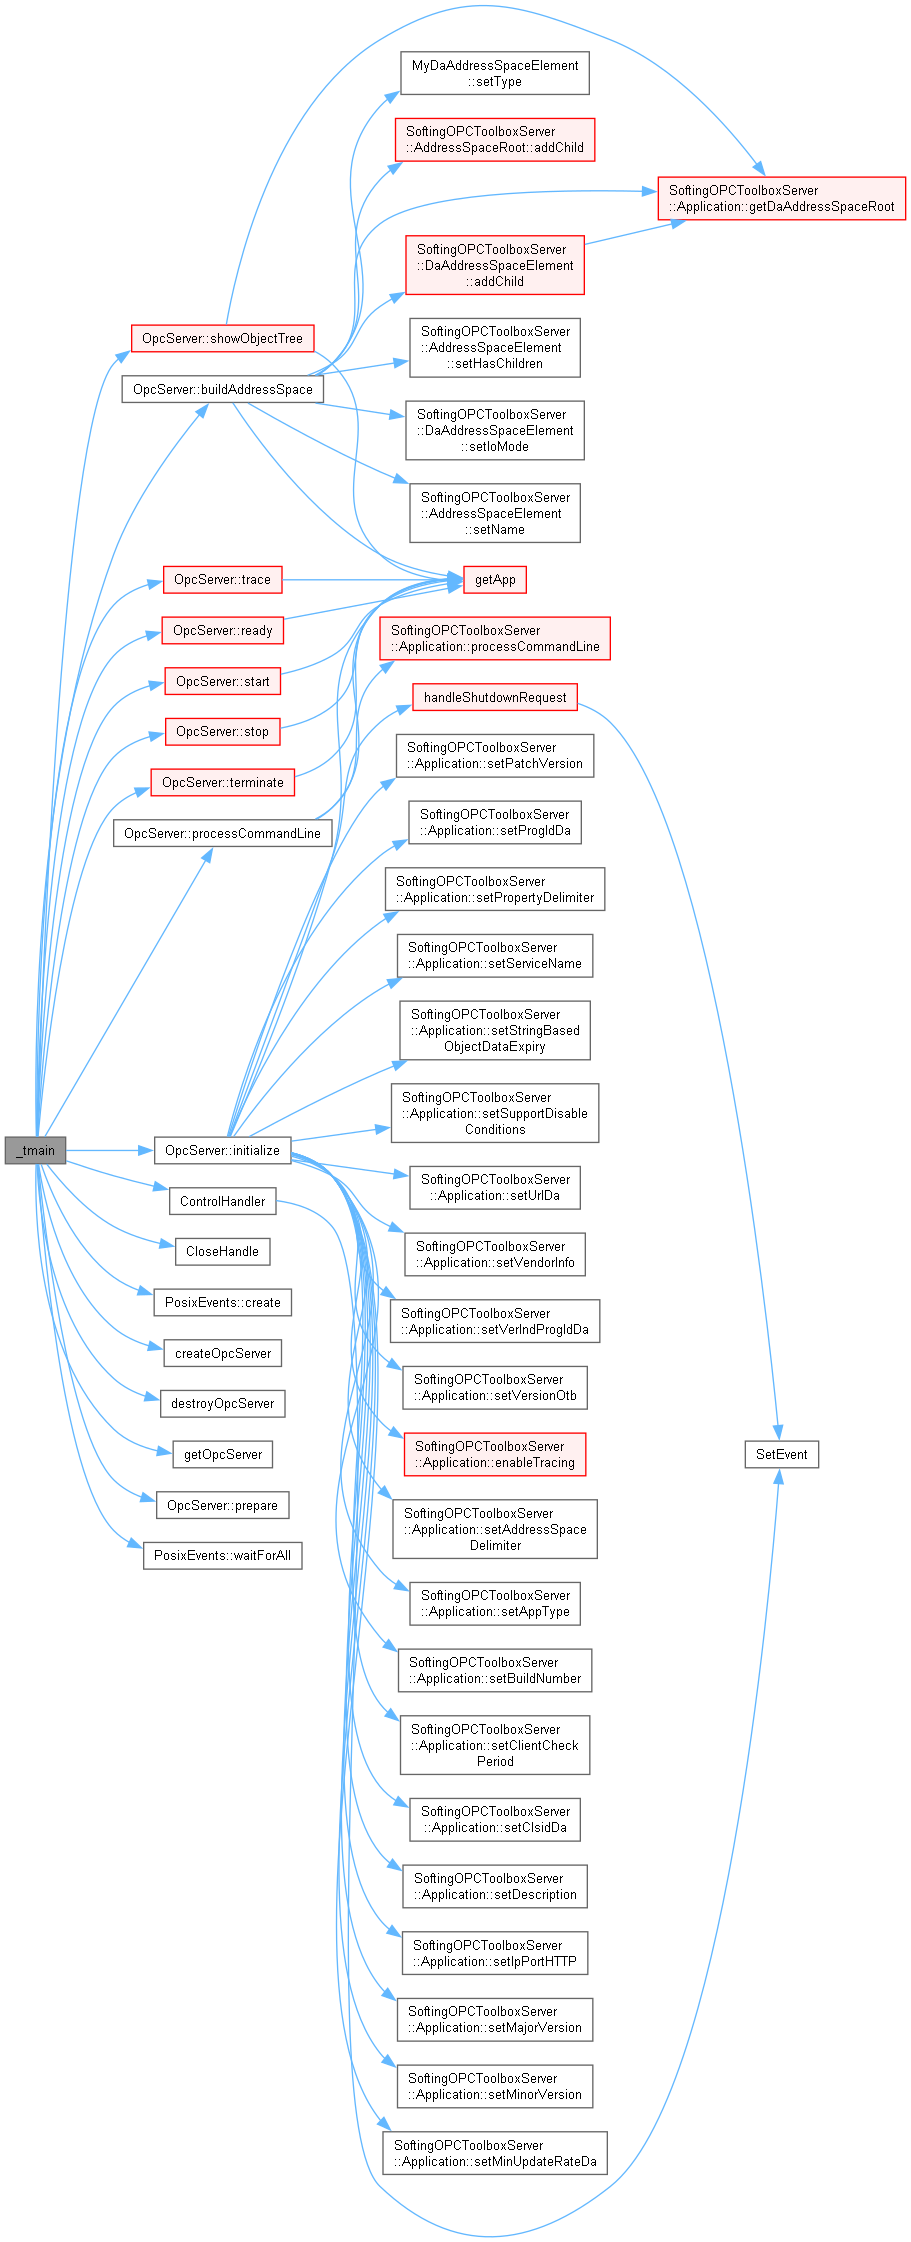 MyDaAddressSpaceElement
::setType
SoftingOPCToolboxServer
::AddressSpaceRoot::addChild
SoftingOPCToolboxServer
::Application::getDaAddressSpaceRoot
SoftingOPCToolboxServer
::DaAddressSpaceElement
::addChild
OpcServer::showObjectTree
SoftingOPCToolboxServer
::AddressSpaceElement
::setHasChildren
OpcServer::buildAddressSpace
SoftingOPCToolboxServer
::DaAddressSpaceElement
::setIoMode
SoftingOPCToolboxServer
::AddressSpaceElement
::setName
OpcServer::trace
getApp
OpcServer::ready
SoftingOPCToolboxServer
::Application::processCommandLine
OpcServer::start
handleShutdownRequest
OpcServer::stop
SoftingOPCToolboxServer
::Application::setPatchVersion
OpcServer::terminate
SoftingOPCToolboxServer
::Application::setProgIdDa
OpcServer::processCommandLine
SoftingOPCToolboxServer
::Application::setPropertyDelimiter
SoftingOPCToolboxServer
::Application::setServiceName
SoftingOPCToolboxServer
::Application::setStringBased
ObjectDataExpiry
SoftingOPCToolboxServer
::Application::setSupportDisable
Conditions
_tmain
OpcServer::initialize
SoftingOPCToolboxServer
::Application::setUrlDa
ControlHandler
SoftingOPCToolboxServer
::Application::setVendorInfo
CloseHandle
PosixEvents::create
SoftingOPCToolboxServer
::Application::setVerIndProgIdDa
createOpcServer
SoftingOPCToolboxServer
::Application::setVersionOtb
destroyOpcServer
getOpcServer
SoftingOPCToolboxServer
::Application::enableTracing
SetEvent
OpcServer::prepare
SoftingOPCToolboxServer
::Application::setAddressSpace
Delimiter
PosixEvents::waitForAll
SoftingOPCToolboxServer
::Application::setAppType
SoftingOPCToolboxServer
::Application::setBuildNumber
SoftingOPCToolboxServer
::Application::setClientCheck
Period
SoftingOPCToolboxServer
::Application::setClsidDa
SoftingOPCToolboxServer
::Application::setDescription
SoftingOPCToolboxServer
::Application::setIpPortHTTP
SoftingOPCToolboxServer
::Application::setMajorVersion
SoftingOPCToolboxServer
::Application::setMinorVersion
SoftingOPCToolboxServer
::Application::setMinUpdateRateDa